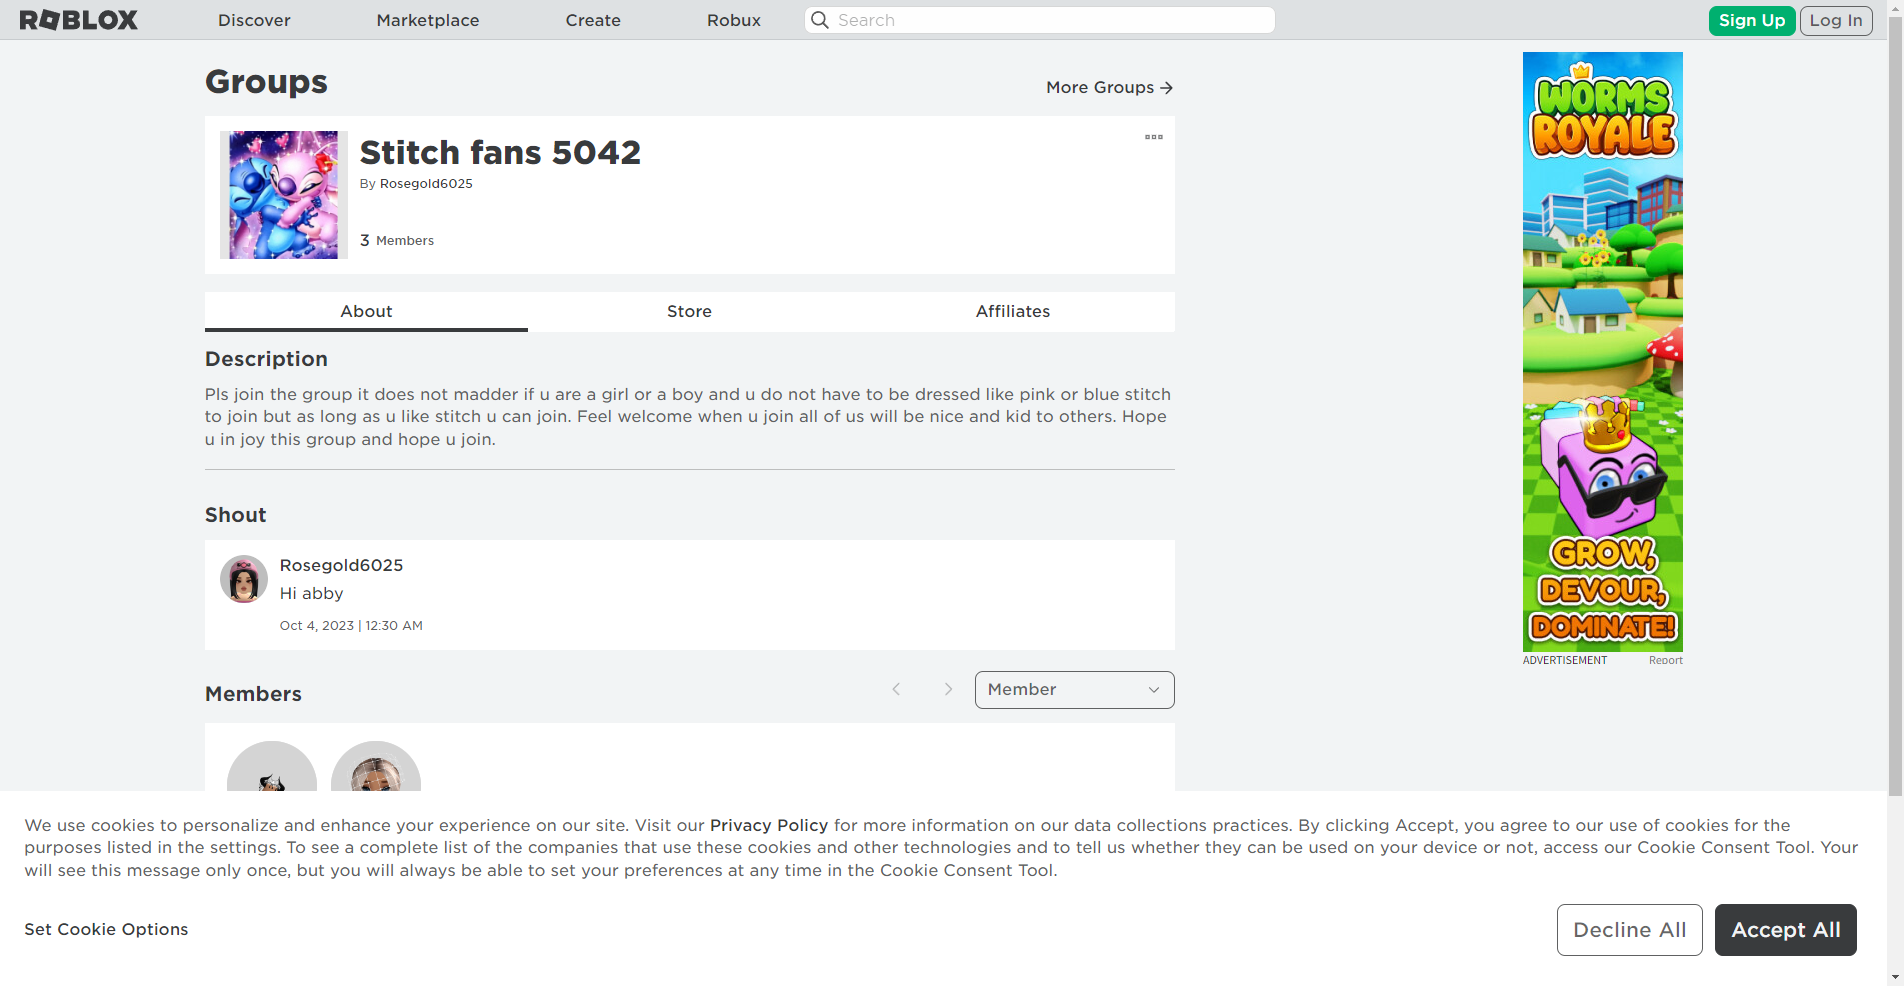 ROBLOX
Discover
Marketplace
Create
Robux
Search
Sign Up
Log In
Groups
More Groups
Stitch fans 5042
By Rosegold6025
3 Members
About
Store
Affiliates
Description
Pls join the group it does not madder if u are a girl or a boy and u do not have to be dressed like pink or blue stitch
to join but as long as u like stitch u can join. Feel welcome when u join all of us will be nice and kid to others. Hope
u in joy this group and hope u join.
Shout
Rosegold6025
Hi abby
Oct 4, 2023 | 12:30 AM
Members
Member
WORMS
ROYALE
GROW,
DEVOUR,
DOMINATE!
ADVERTISEMENT
Report
We use cookies to personalize and enhance your experience on our site. Visit our Privacy Policy for more information on our data collections practices. By clicking Accept, you agree to our use of cookies for the
purposes listed in the settings. To see a complete list of the companies that use these cookies and other technologies and to tell us whether they can be used on your device or not, access our Cookie Consent Tool. Your
will see this message only once, but you will always be able to set your preferences at any time in the Cookie Consent Tool.
Set Cookie Options
Decline All
Accept All